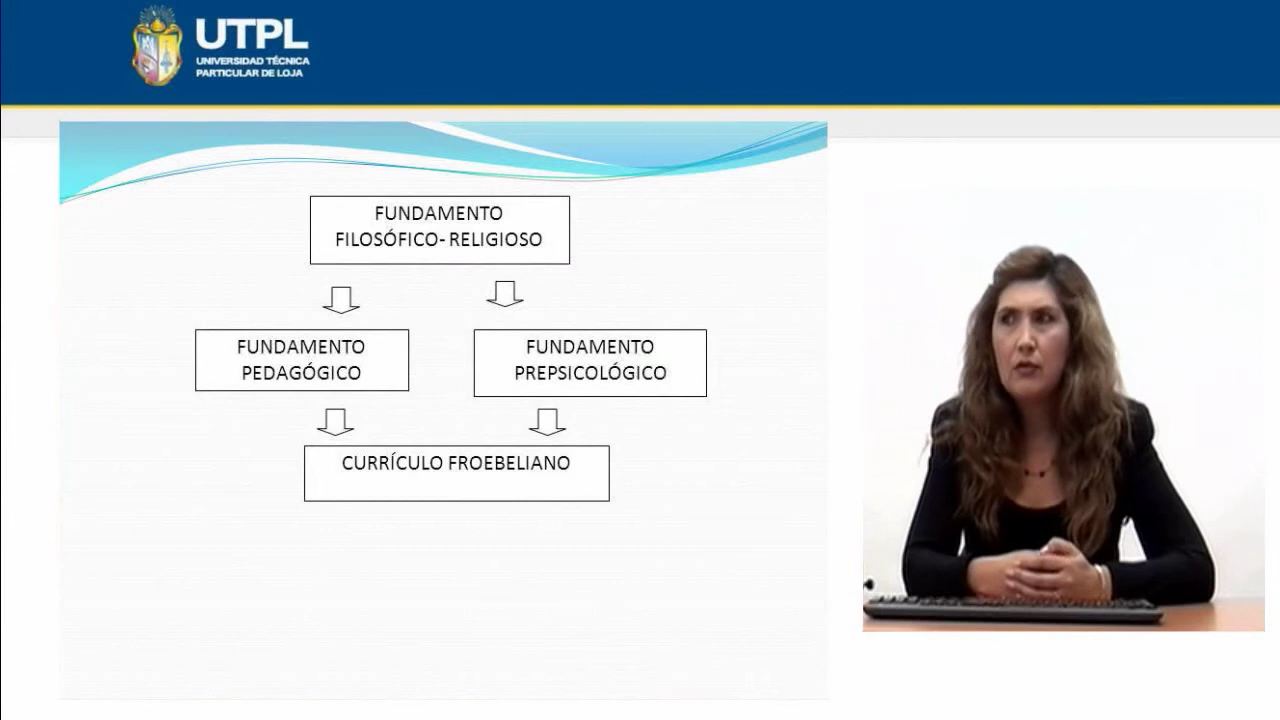 UTPL
UNIVERSIDAD TÉCNICA
PARTICULAR DE LOJA
FUNDAMENTO
FILOSÓFICO- RELIGIOSO
FUNDAMENTO
PEDAGÓGICO
FUNDAMENTO
PREPSICOLÓGICO
CURRÍCULO FROEBELIANO